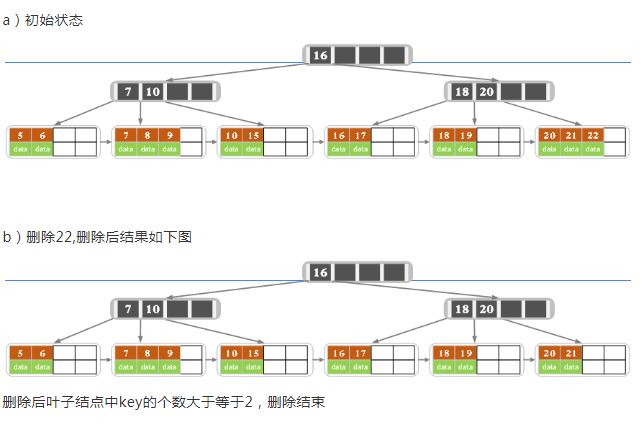 a）初始状态
16
7 10 18 20
5 6 7 8 9 10 15 16 17 18 19 20 21 22
data data data data data data data data data data data data data data
b）删除22,删除后结果如下图
16
7 10 18 20
5 6 7 8 9 10 15 16 17 18 19 20 21
data data data data data data data data data data data data data
删除后叶子结点中key的个数大于等于2，删除结束